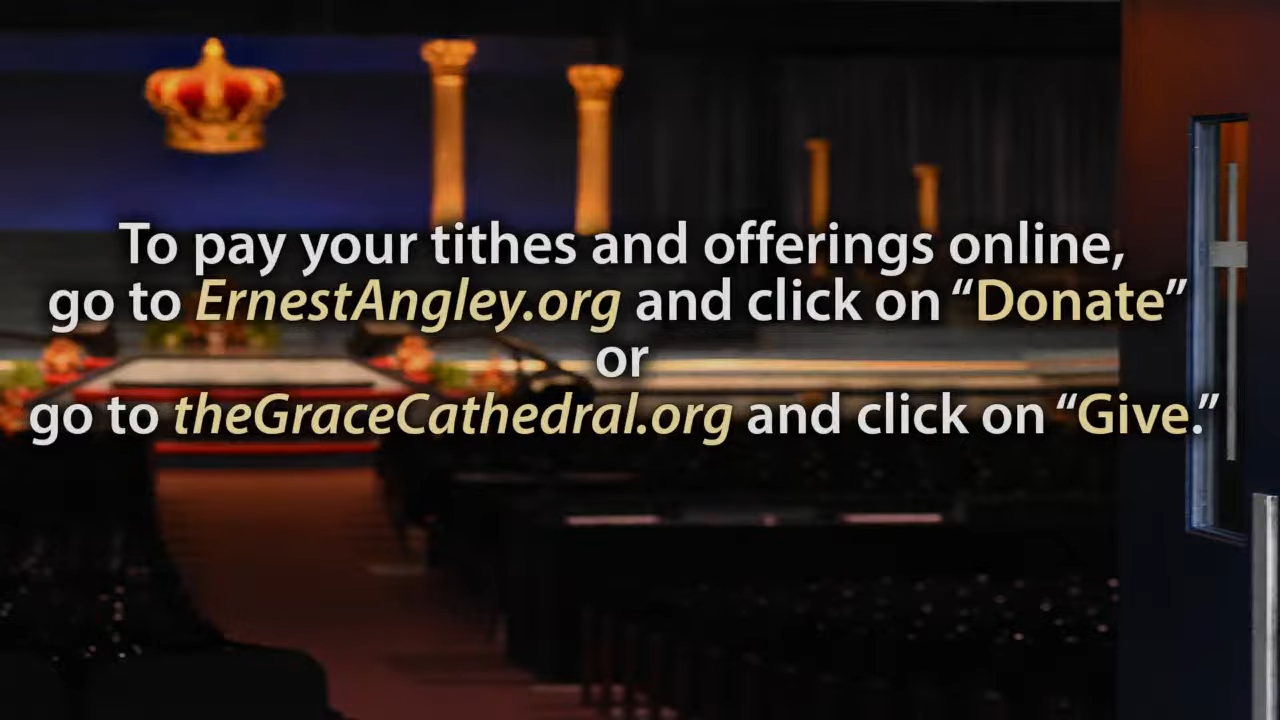 To pay your tithes and offerings online,
go to ErnestAngley.org and click on “Donate”
or
go to theGraceCathedral.org and click on “Give.”